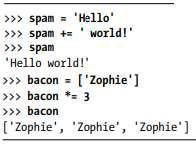 >>> spam = 'Hello'
>>> spam += ' world!'
>>> spam
'Hello world!'
>>> bacon = ['Zophie']
>>> bacon *= 3
>>> bacon
['Zophie', 'Zophie', 'Zophie']